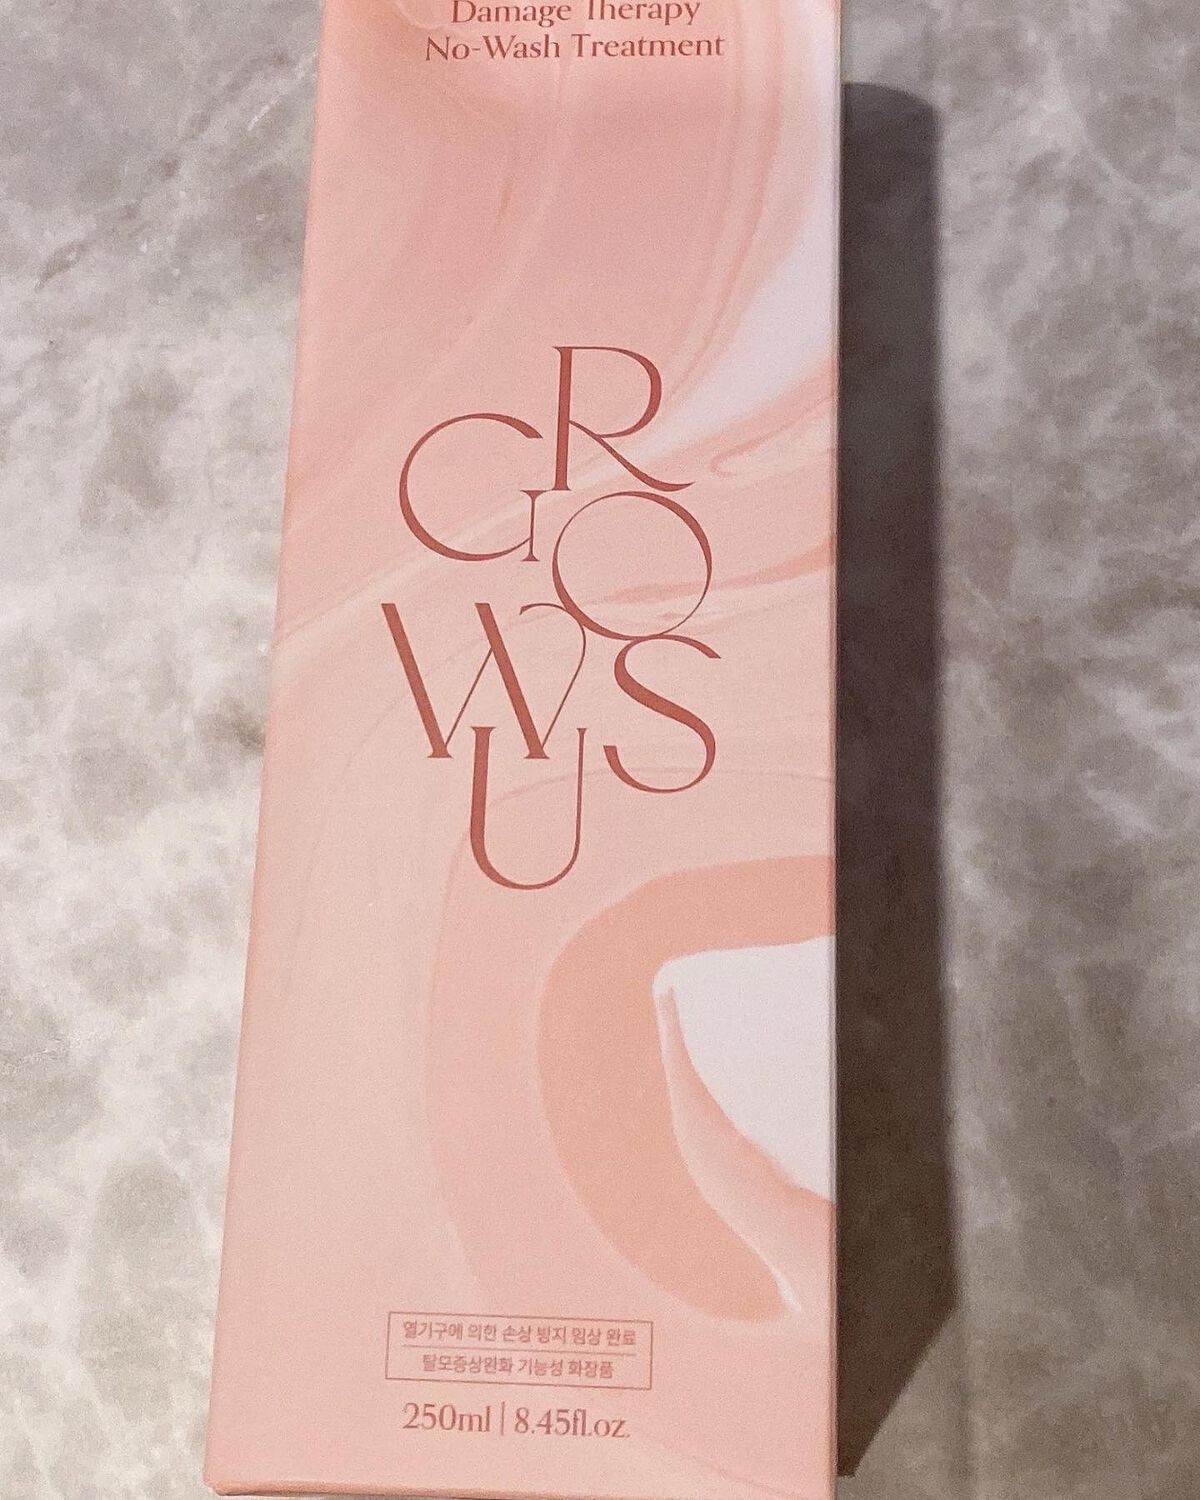 Damage Therapy
No-Wash Treatment
GROWUS
열기구에 의한 손상 방지 임상 완료
탈모증상완화 기능성 화장품
250ml | 8.45fl.oz.